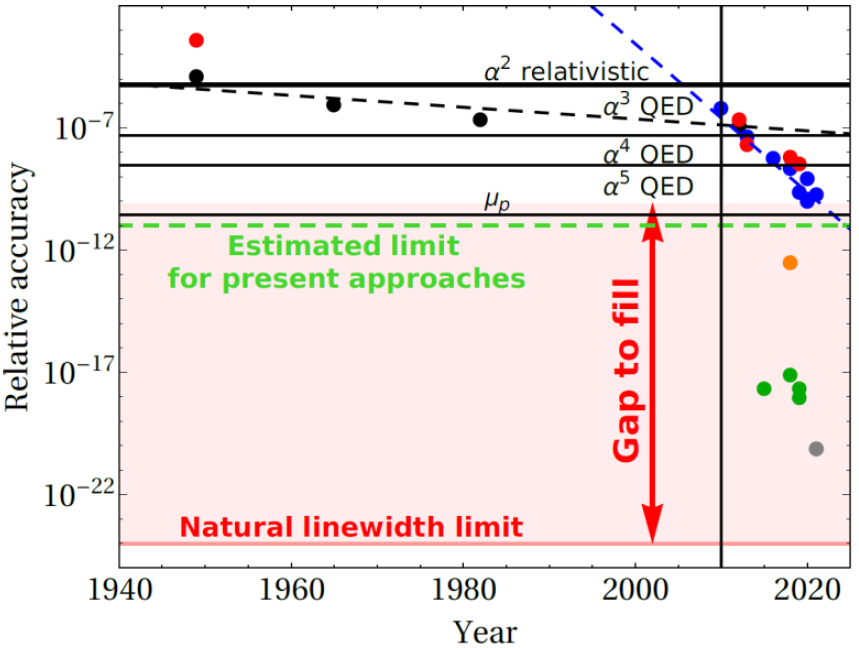 α² relativistic
α³ QED
10⁻⁷
α⁴ QED
α⁵ QED
μₚ
10⁻¹²
Estimated limit
for present approaches
Relative accuracy
Gap to fill
10⁻¹⁷
10⁻²²
Natural linewidth limit
1940 1960 1980 2000 2020
Year